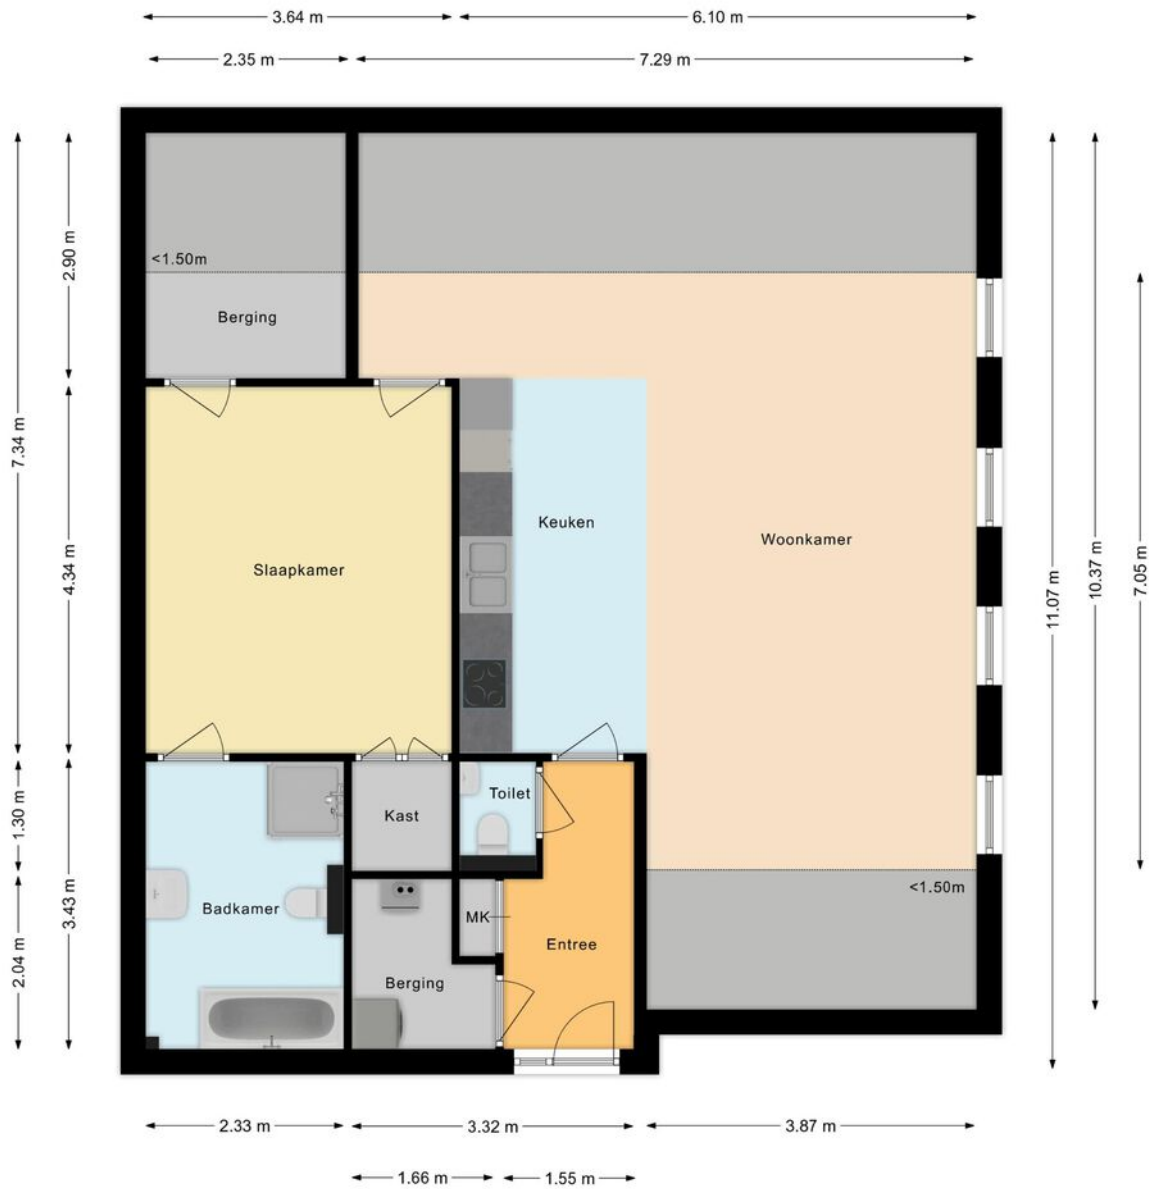 3.64 m
6.10 m
2.35 m
7.29 m
<1.50m
Berging
2.90 m
7.34 m
4.34 m
Keuken
Woonkamer
Slaapkamer
7.05 m
10.37 m
11.07 m
Toilet
Kast
1.30 m
<1.50m
3.43 m
Badkamer
MK
Entree
2.04 m
Berging
2.33 m
3.32 m
3.87 m
1.66 m
1.55 m